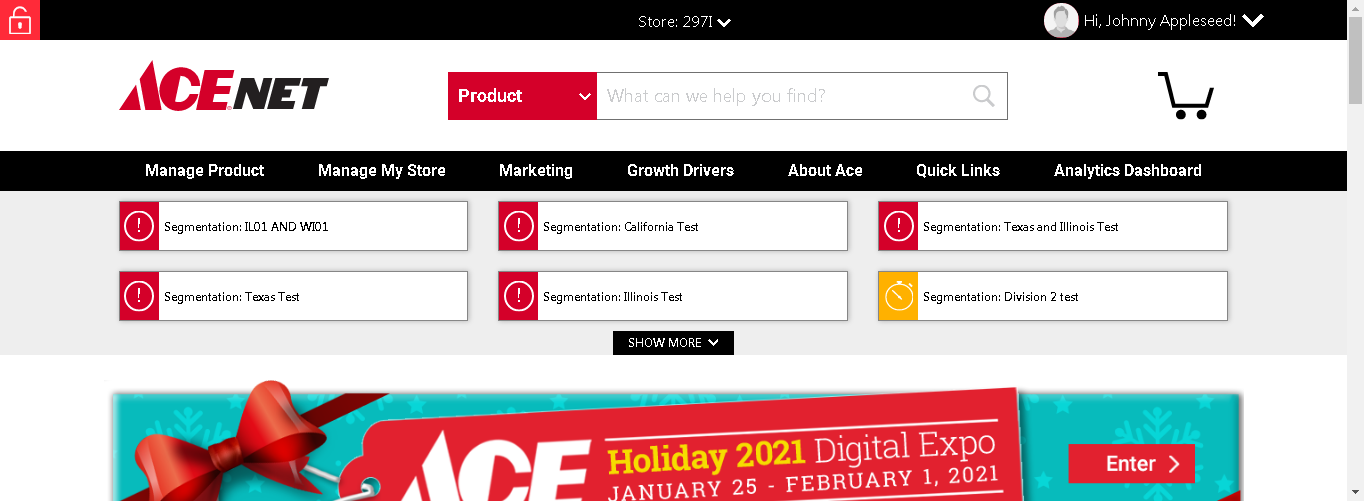 Store: 297I
Hi, Johnny Appleseed!
ACENET
Product
What can we help you find?
Manage Product
Manage My Store
Marketing
Growth Drivers
About Ace
Quick Links
Analytics Dashboard
Segmentation: IL01 AND WI01
Segmentation: California Test
Segmentation: Texas and Illinois Test
Segmentation: Texas Test
Segmentation: Illinois Test
Segmentation: Division 2 test
SHOW MORE
ACE
Holiday 2021 Digital Expo
JANUARY 25 - FEBRUARY 1, 2021
Enter